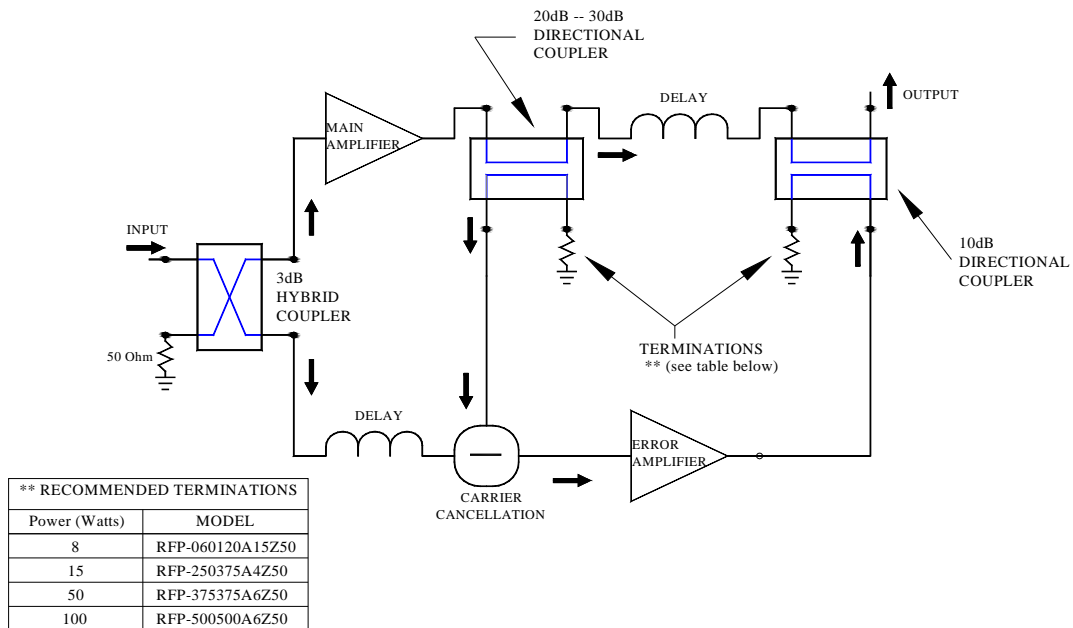 20dB -- 30dB
DIRECTIONAL
COUPLER
DELAY
OUTPUT
MAIN
AMPLIFIER
INPUT
3dB
HYBRID
COUPLER
10dB
DIRECTIONAL
COUPLER
50 Ohm
TERMINATIONS
** (see table below)
DELAY
ERROR
AMPLIFIER
CARRIER
CANCELLATION
** RECOMMENDED TERMINATIONS
Power (Watts) MODEL
8 RFP-060120A15Z50
15 RFP-250375A4Z50
50 RFP-375375A6Z50
100 RFP-500500A6Z50